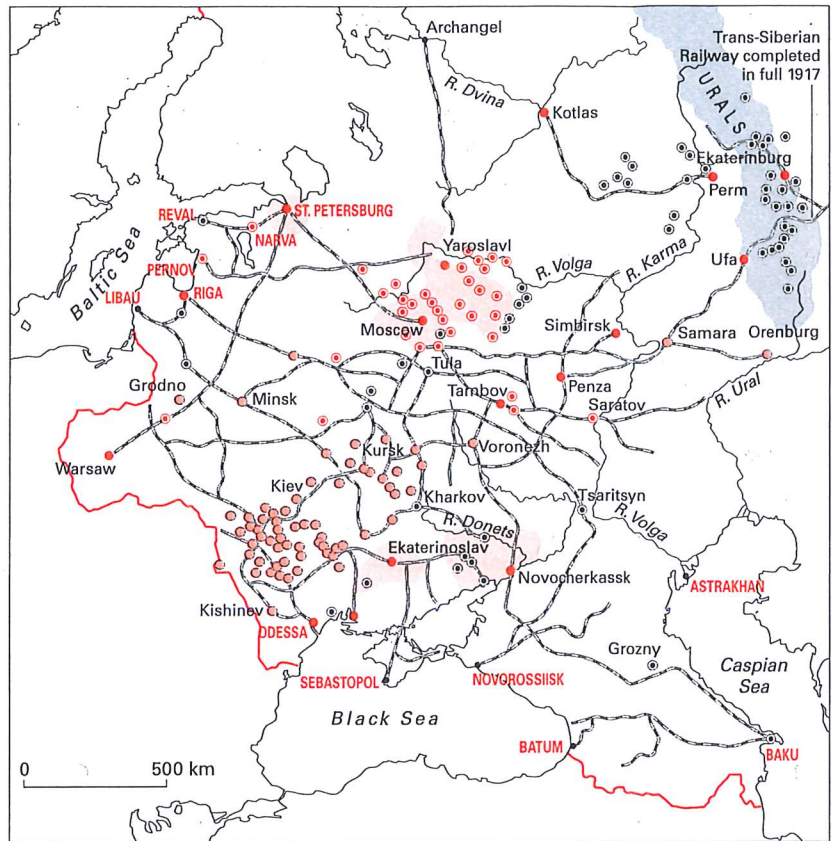 Archangel
Trans-Siberian
Railway completed
in full 1917
R. Dvina
URALS
Kotlas
Ekaterinburg
Perm
REVAL
ST. PETERSBURG
NARVA
Baltic Sea
PERNOV
Yaroslavl
R. Volga
R. Karma
Ufa
LIBAU
RIGA
Moscow
Simbirsk
Samara
Orenburg
Tula
Grodno
Minsk
Tambov
Penza
Sarátov
R. Ural
Warsaw
Kursk
Voronezh
Kiev
Kharkov
Tsaritsyn
R. Donets
R. Volga
Ekaterinoslav
Novocherkassk
ASTRAKHAN
Kishinev
ODESSA
Grozny
Caspian
Sea
SEBASTOPOL
NOVOROSSIISK
Black Sea
BATUM
BAKU
0 500 km